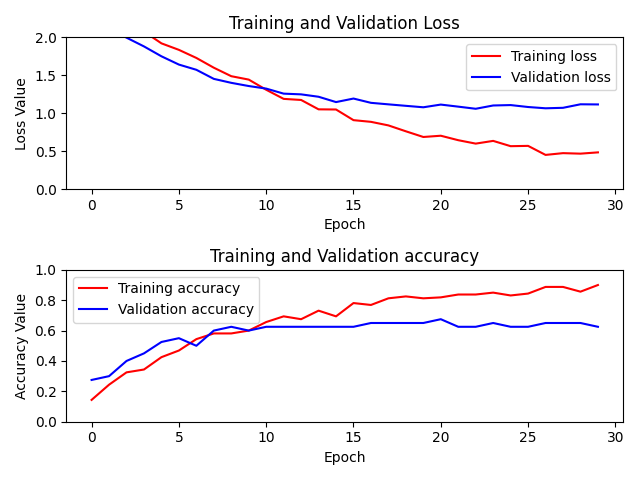 Training and Validation Loss
2.0
1.5
1.0
0.5
0.0
Loss Value
Training loss
Validation loss
0 5 10 15 20 25 30
Epoch
Training and Validation accuracy
1.0
0.8
0.6
0.4
0.2
0.0
Accuracy Value
Training accuracy
Validation accuracy
0 5 10 15 20 25 30
Epoch